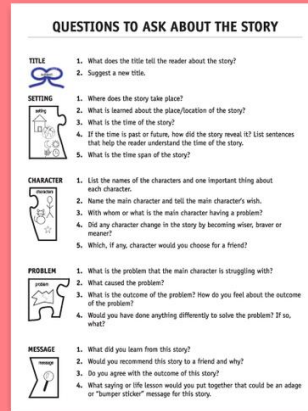 QUESTIONS TO ASK ABOUT THE STORY
TITLE
1. What does the title tell the reader about the story?
2. Suggest a new title.
SETTING
setting
1. Where does the story take place?
2. What is learned about the place/location of the story?
3. What is the time of the story?
4. If the time is past or future, how did the story reveal it? List sentences
that help the reader understand the time of the story.
5. What is the time span of the story?
CHARACTER
characters
1. List the names of the characters and one important thing about
each character.
2. Name the main character and tell the main character's wish.
3. With whom or what is the main character having a problem?
4. Did any character change in the story by becoming wiser, braver or
meaner?
5. Which, if any, character would you choose for a friend?
PROBLEM
problem
1. What is the problem that the main character is struggling with?
2. What caused the problem?
3. What is the outcome of the problem? How do you feel about the outcome
of the problem?
4. Would you have done anything differently to solve the problem? If so,
what?
MESSAGE
message
1. What did you learn from this story?
2. Would you recommend this story to a friend and why?
3. Do you agree with the outcome of this story?
4. What saying or life lesson would you put together that could be an adage
or "bumper sticker" message for this story.